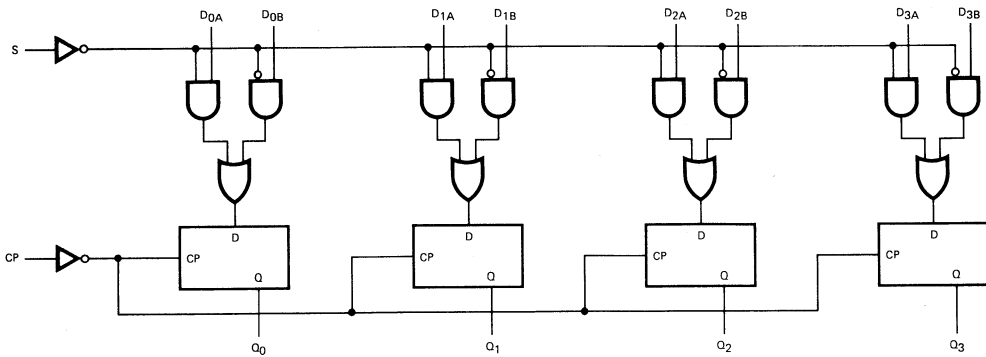 D0A D0B D1A D1B D2A D2B D3A D3B
S
D D D D
CP CP CP CP CP
Q Q Q Q
Q0 Q1 Q2 Q3